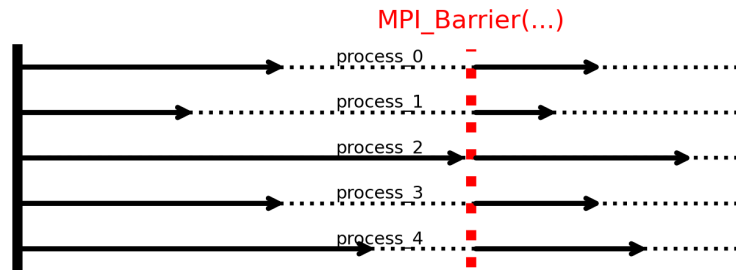 MPI_Barrier(...)
process_0
process_1
process_2
process_3
process_4